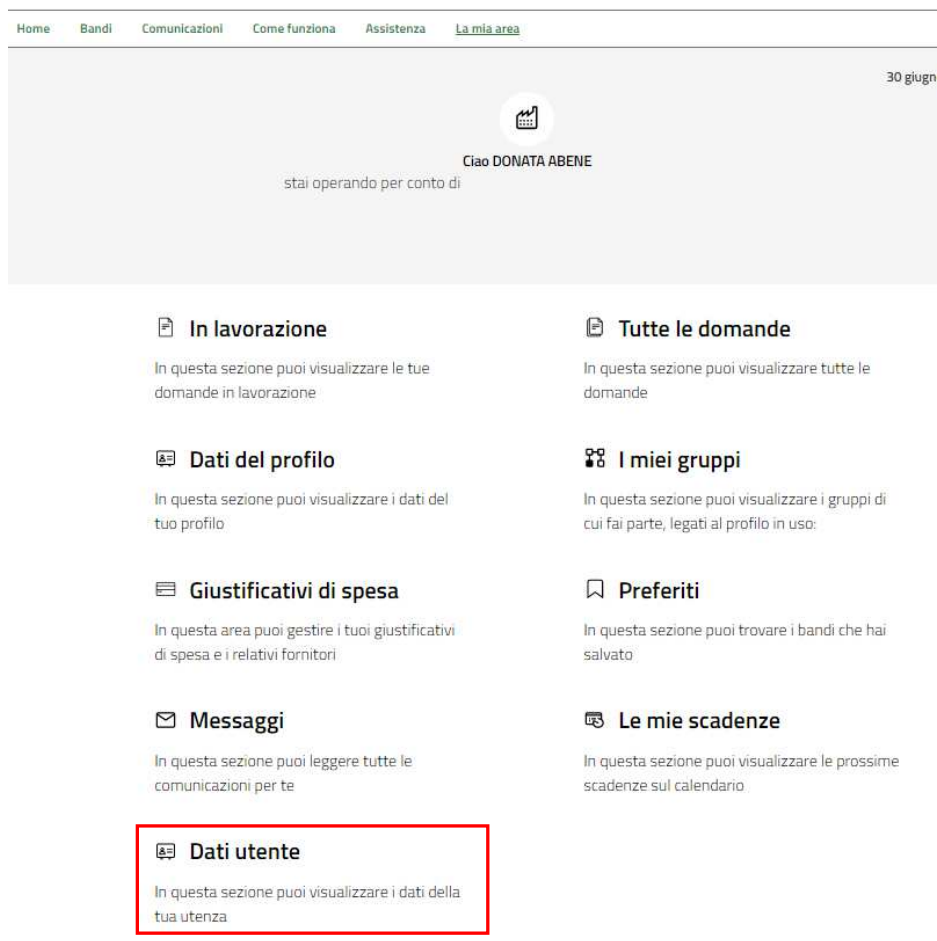 Home Bandi Comunicazioni Come funziona Assistenza La mia area
30 giugn
Ciao DONATA ABENE
stai operando per conto di
In lavorazione
In questa sezione puoi visualizzare le tue
domande in lavorazione
Tutte le domande
In questa sezione puoi visualizzare tutte le
domande
Dati del profilo
In questa sezione puoi visualizzare i dati del
tuo profilo
I miei gruppi
In questa sezione puoi visualizzare i gruppi di
cui fai parte, legati al profilo in uso:
Giustificativi di spesa
In questa area puoi gestire i tuoi giustificativi
di spesa e i relativi fornitori
Preferiti
In questa sezione puoi trovare i bandi che hai
salvato
Messaggi
In questa sezione puoi leggere tutte le
comunicazioni per te
Le mie scadenze
In questa sezione puoi visualizzare le prossime
scadenze sul calendario
Dati utente
In questa sezione puoi visualizzare i dati della
tua utenza